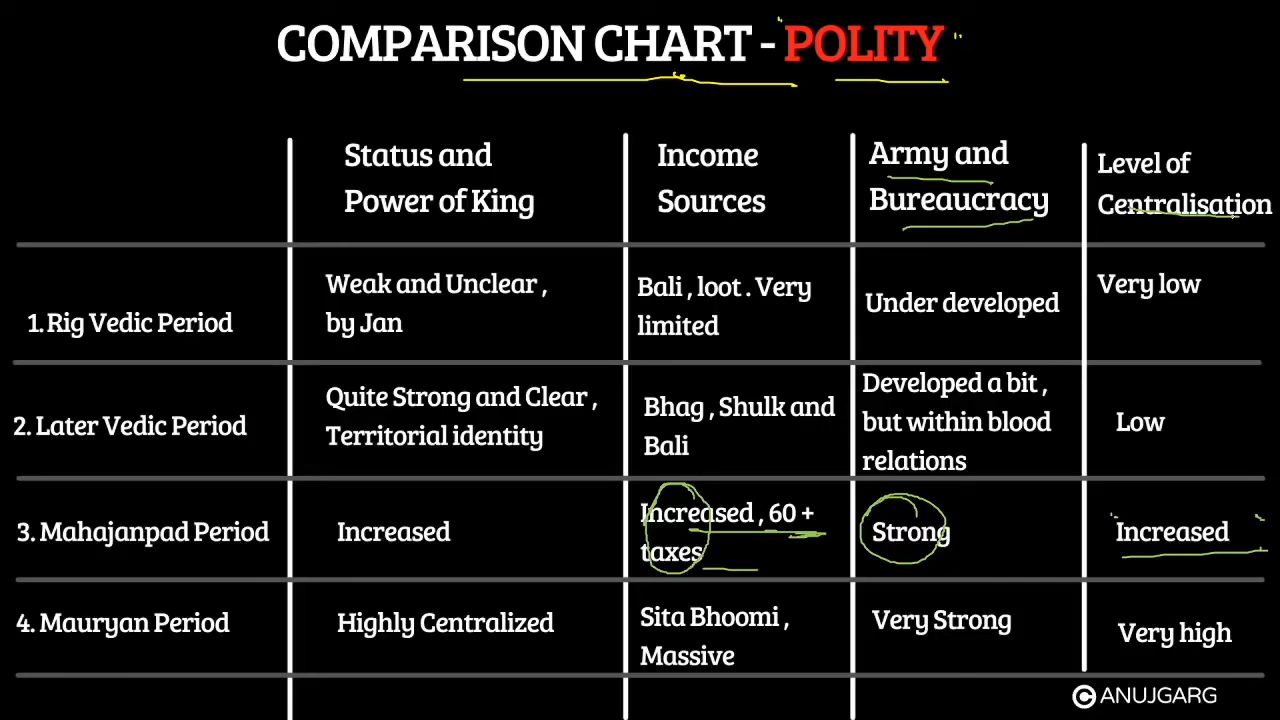 COMPARISON CHART - POLITY
Status and
Power of King
Income
Sources
Army and
Bureaucracy
Level of
Centralisation
1. Rig Vedic Period
Weak and Unclear ,
by Jan
Bali , loot . Very
limited
Under developed
Very low
2. Later Vedic Period
Quite Strong and Clear ,
Territorial identity
Bhag , Shulk and
Bali
Developed a bit ,
but within blood
relations
Low
3. Mahajanpad Period
Increased
Increased , 60 +
taxes
Strong
Increased
4. Mauryan Period
Highly Centralized
Sita Bhoomi ,
Massive
Very Strong
Very high
© ANUJGARG